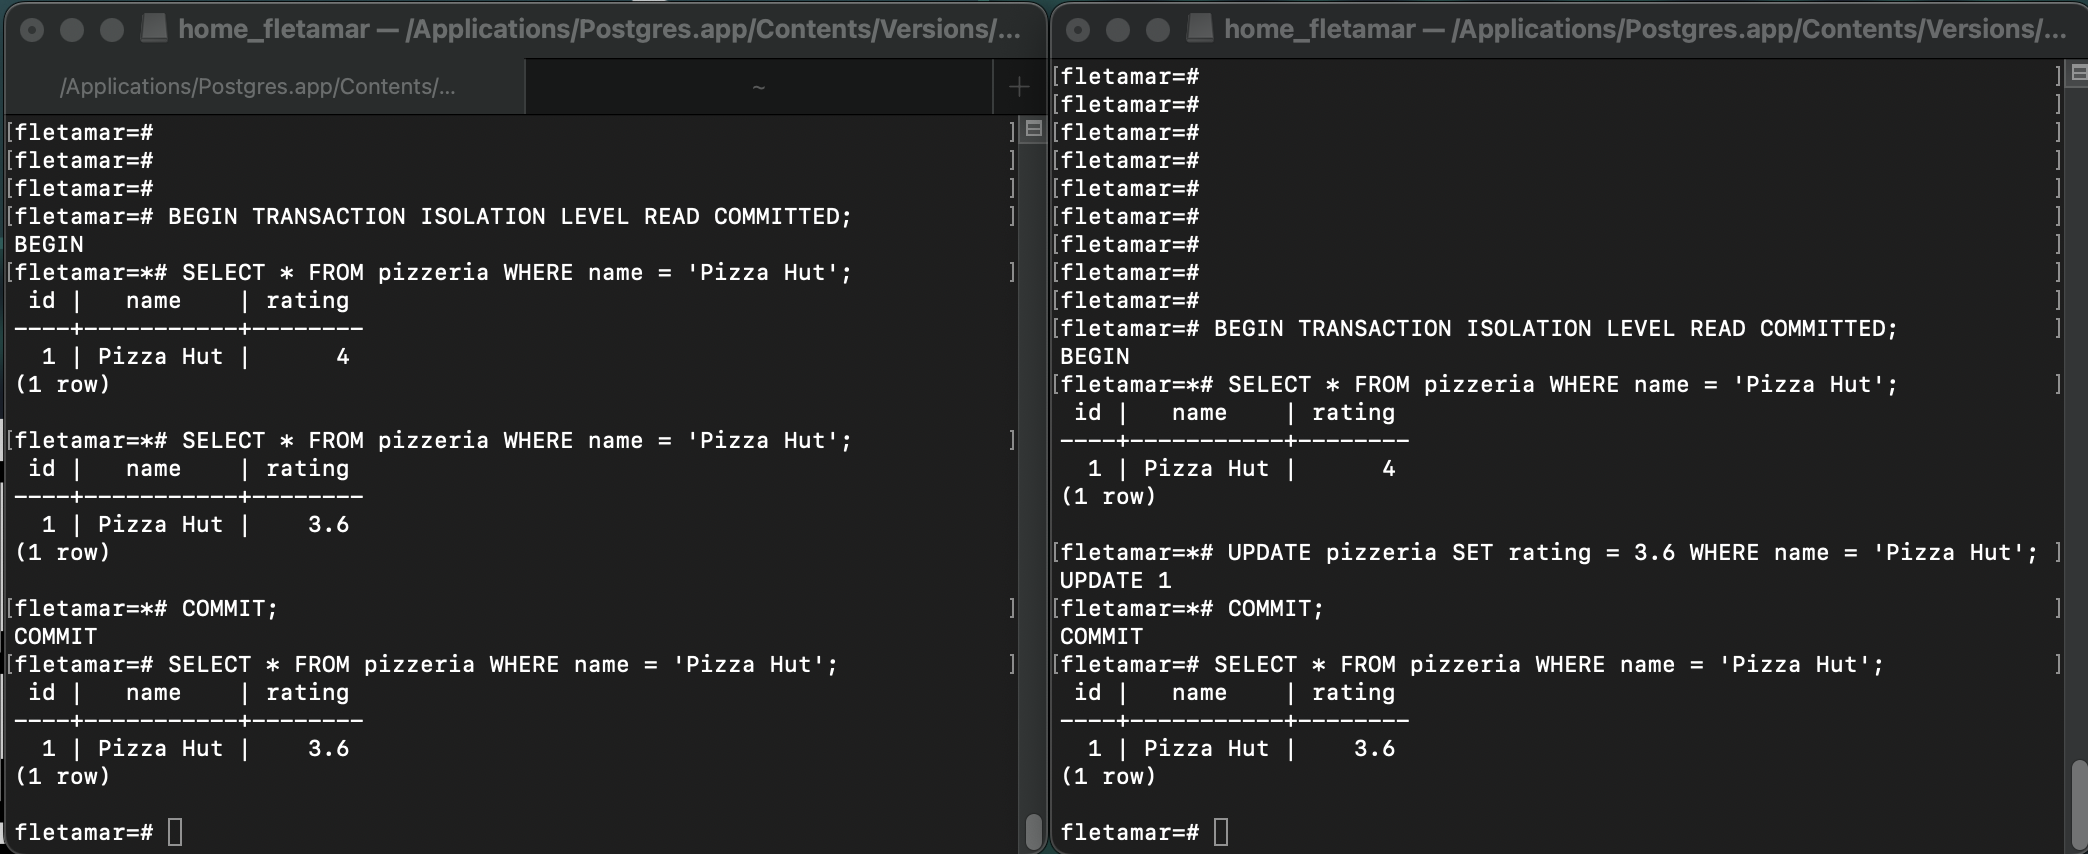 home_fletamar — /Applications/Postgres.app/Contents/Versions/...
/Applications/Postgres.app/Contents/... ~ +
[fletamar=# ]
[fletamar=# ]
[fletamar=# ]
[fletamar=# BEGIN TRANSACTION ISOLATION LEVEL READ COMMITTED; ]
BEGIN
[fletamar=*# SELECT * FROM pizzeria WHERE name = 'Pizza Hut'; ]
 id |   name    | rating
----+-----------+--------
  1 | Pizza Hut |      4
(1 row)

[fletamar=*# SELECT * FROM pizzeria WHERE name = 'Pizza Hut'; ]
 id |   name    | rating
----+-----------+--------
  1 | Pizza Hut |    3.6
(1 row)

[fletamar=*# COMMIT; ]
COMMIT
[fletamar=# SELECT * FROM pizzeria WHERE name = 'Pizza Hut'; ]
 id |   name    | rating
----+-----------+--------
  1 | Pizza Hut |    3.6
(1 row)

fletamar=#
home_fletamar — /Applications/Postgres.app/Contents/Versions/...
[fletamar=# ]
[fletamar=# ]
[fletamar=# ]
[fletamar=# ]
[fletamar=# ]
[fletamar=# ]
[fletamar=# ]
[fletamar=# ]
[fletamar=# ]
[fletamar=# BEGIN TRANSACTION ISOLATION LEVEL READ COMMITTED; ]
BEGIN
[fletamar=*# SELECT * FROM pizzeria WHERE name = 'Pizza Hut'; ]
 id |   name    | rating
----+-----------+--------
  1 | Pizza Hut |      4
(1 row)

[fletamar=*# UPDATE pizzeria SET rating = 3.6 WHERE name = 'Pizza Hut'; ]
UPDATE 1
[fletamar=*# COMMIT; ]
COMMIT
[fletamar=# SELECT * FROM pizzeria WHERE name = 'Pizza Hut'; ]
 id |   name    | rating
----+-----------+--------
  1 | Pizza Hut |    3.6
(1 row)

fletamar=#